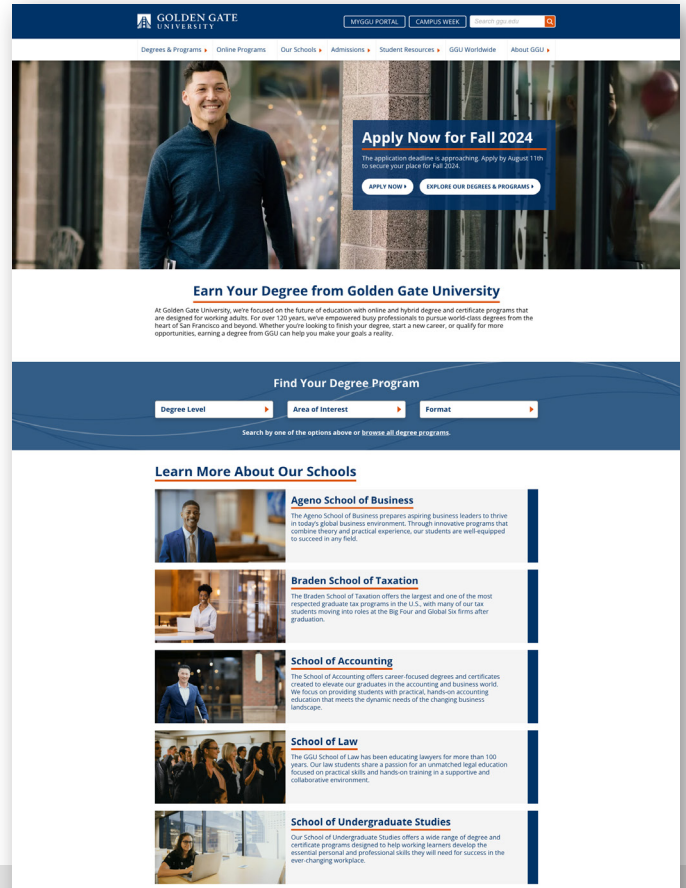 GOLDEN GATE
UNIVERSITY
MYGGU PORTAL
CAMPUS WEEK
Search ggu.edu
Degrees & Programs
Online Programs
Our Schools
Admissions
Student Resources
GGU Worldwide
About GGU
Apply Now for Fall 2024
The application deadline is approaching. Apply by August 11th
to secure your place for Fall 2024.
APPLY NOW
EXPLORE OUR DEGREES & PROGRAMS
Earn Your Degree from Golden Gate University
At Golden Gate University, we're focused on the future of education with online and hybrid degree and certificate programs that
are designed for working adults. For over 120 years, we've empowered busy professionals to pursue world-class degrees from the
heart of San Francisco and beyond. Whether you're looking to finish your degree, start a new career, or qualify for more
opportunities, earning a degree from GGU can help you make your goals a reality.
Find Your Degree Program
Degree Level
Area of Interest
Format
Search by one of the options above or browse all degree programs.
Learn More About Our Schools
Ageno School of Business
The Ageno School of Business prepares aspiring business leaders to thrive
in today's global business environment. Through innovative programs that
combine theory and practical experience, our students are well-equipped
to succeed in any field.
Braden School of Taxation
The Braden School of Taxation offers the largest and one of the most
respected graduate tax programs in the U.S., with many of our tax
students moving into roles at the Big Four and Global Six firms after
graduation.
School of Accounting
The School of Accounting offers career-focused degrees and certificates
created to elevate our graduates in the accounting and business world.
We focus on providing students with practical, hands-on accounting
education that meets the dynamic needs of the changing business
landscape.
School of Law
The GGU School of Law has been educating lawyers for more than 100
years. Our law students share a passion for an unmatched legal education
focused on practical skills and hands-on training in a supportive and
collaborative environment.
School of Undergraduate Studies
Our School of Undergraduate Studies offers a wide range of degree and
certificate programs designed to help working learners develop the
essential personal and professional skills they will need for success in the
ever-changing workplace.